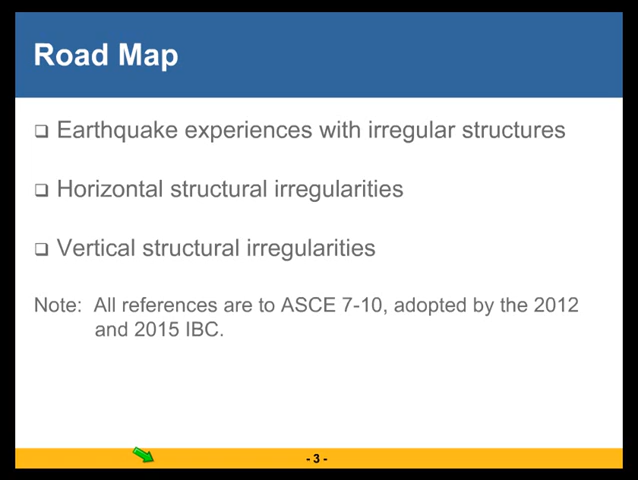 Road Map
❑ Earthquake experiences with irregular structures
❑ Horizontal structural irregularities
❑ Vertical structural irregularities
Note: All references are to ASCE 7-10, adopted by the 2012
and 2015 IBC.
- 3 -